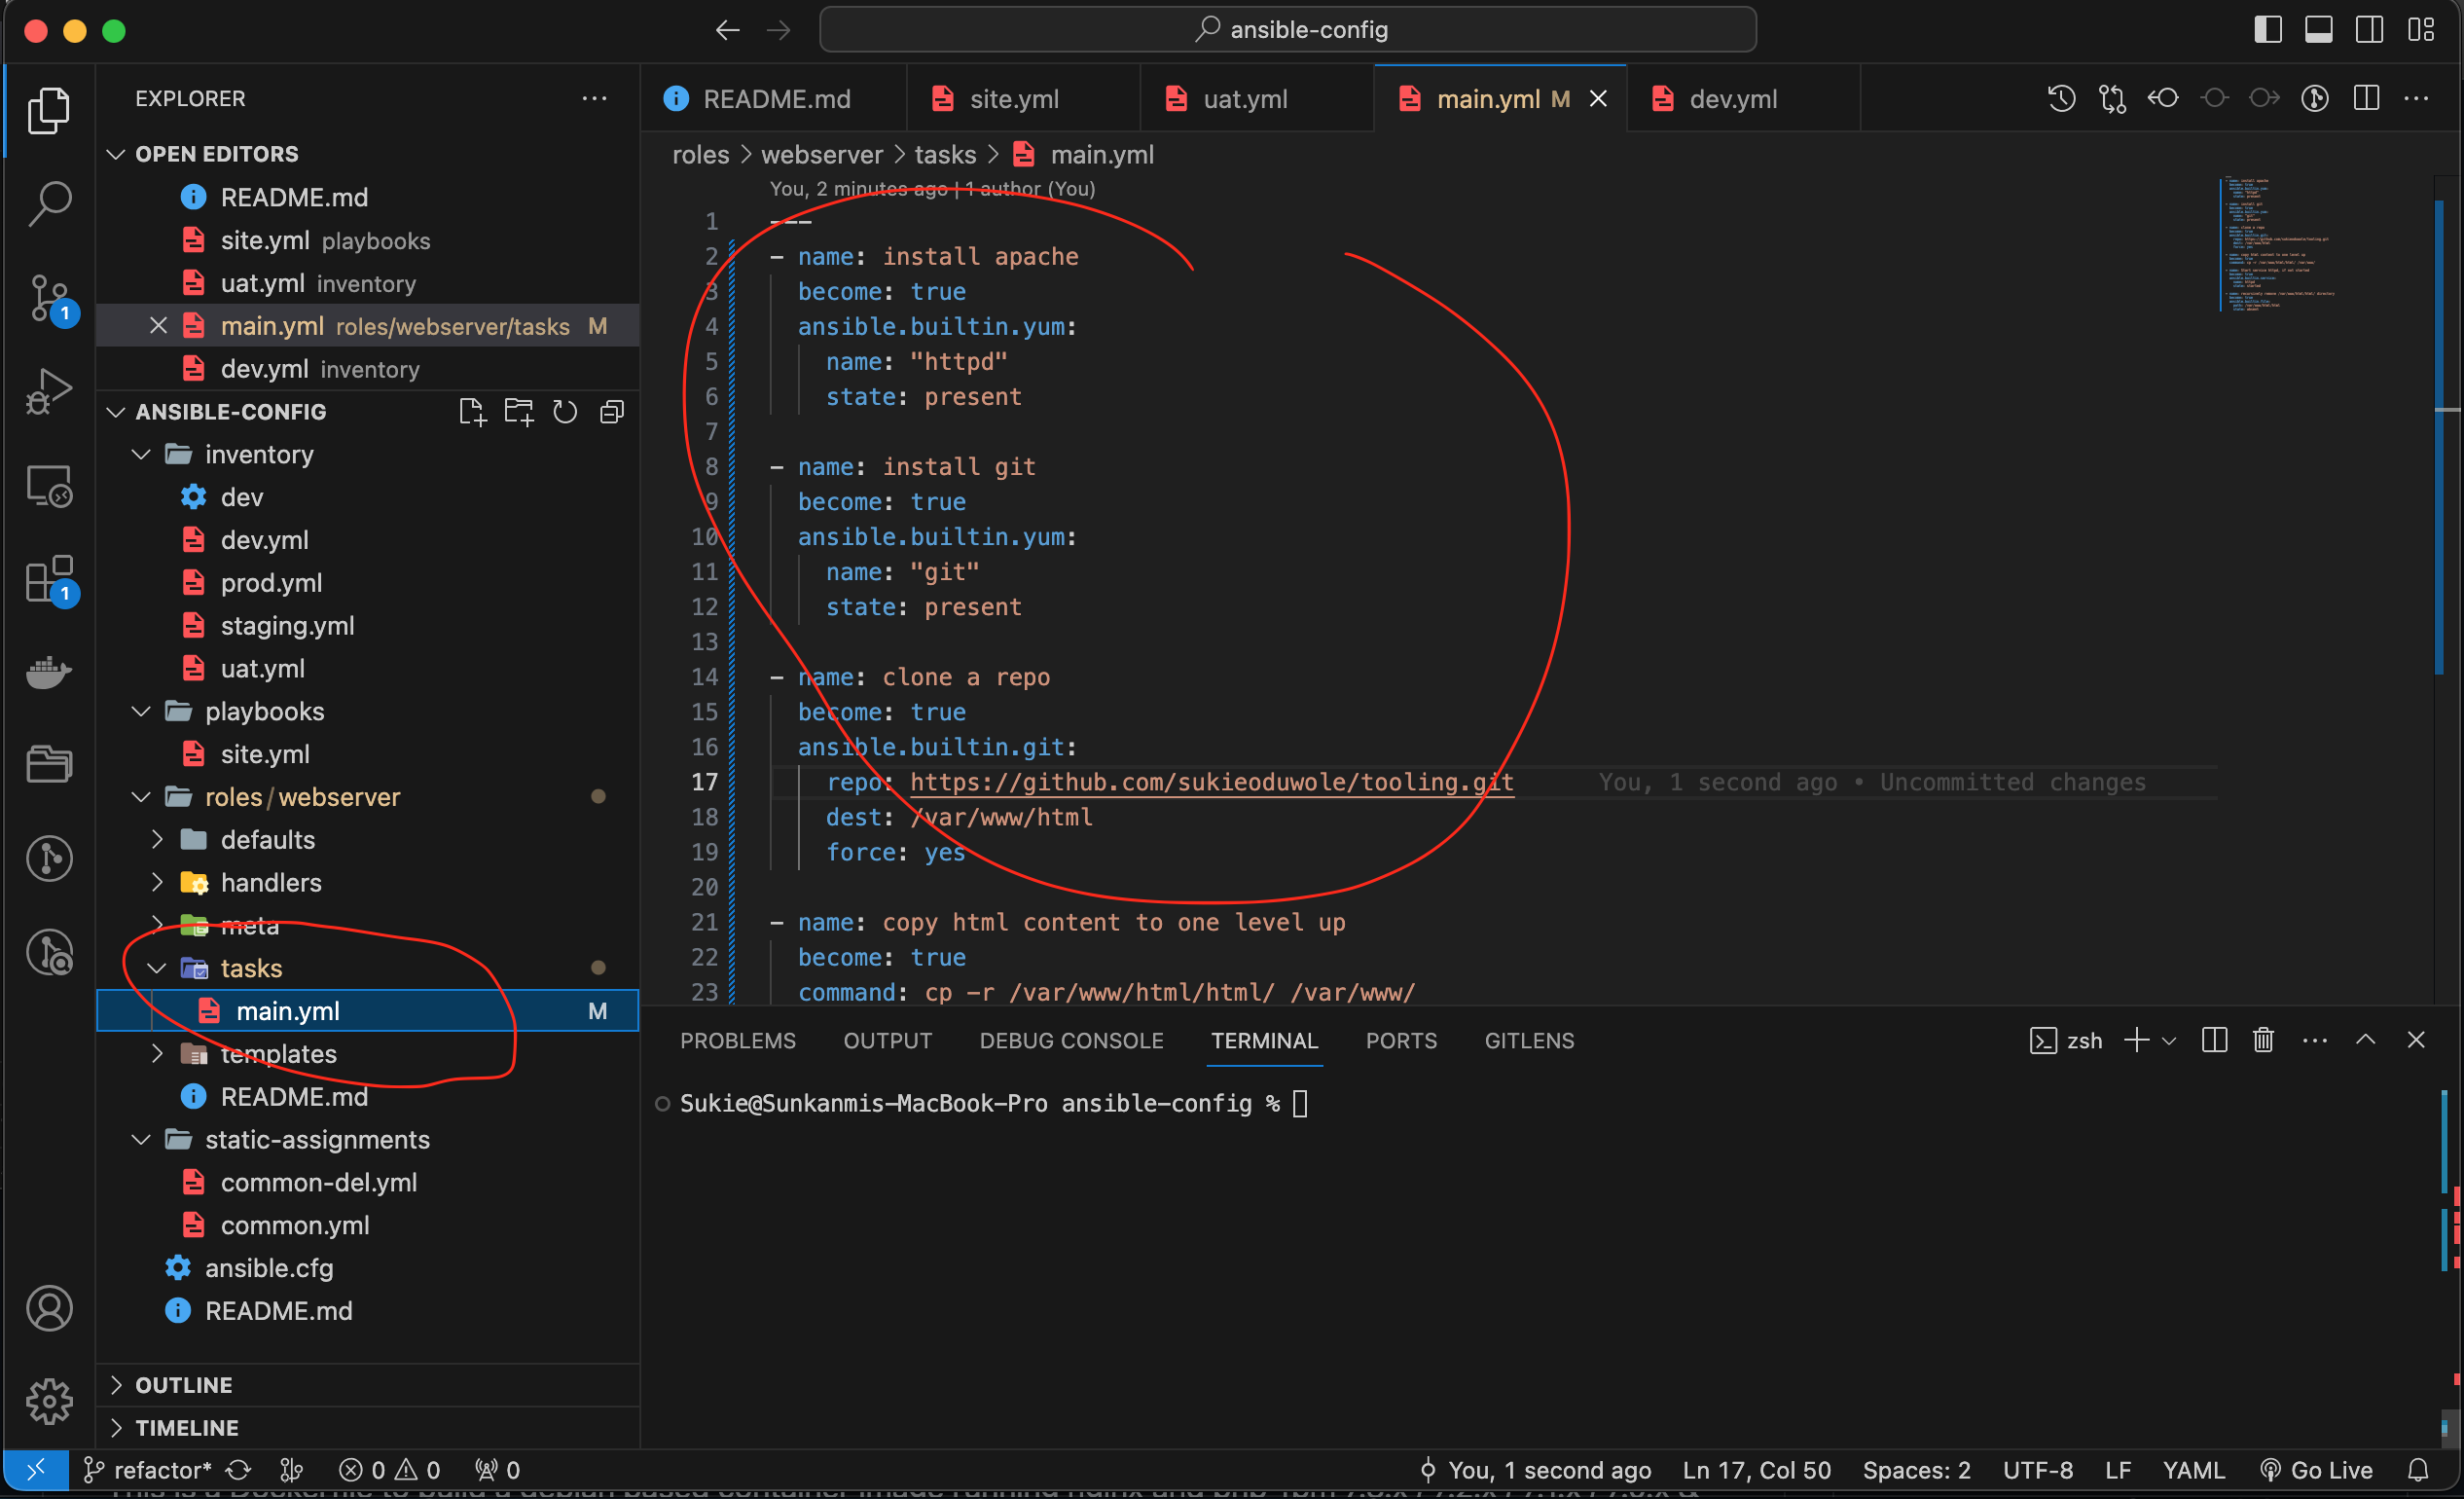 ansible-config
EXPLORER
OPEN EDITORS
README.md
site.yml playbooks
uat.yml inventory
main.yml roles/webserver/tasks M
dev.yml inventory
ANSIBLE-CONFIG
inventory
dev
dev.yml
prod.yml
staging.yml
uat.yml
playbooks
site.yml
roles/webserver
defaults
handlers
meta
tasks
main.yml M
templates
README.md
static-assignments
common-del.yml
common.yml
ansible.cfg
README.md
OUTLINE
TIMELINE
1
1
README.md site.yml uat.yml main.yml M dev.yml
roles > webserver > tasks > main.yml
You, 2 minutes ago | 1 author (You)
1 ---
2 - name: install apache
3 become: true
4 ansible.builtin.yum:
5 name: "httpd"
6 state: present
7
8 - name: install git
9 become: true
10 ansible.builtin.yum:
11 name: "git"
12 state: present
13
14 - name: clone a repo
15 become: true
16 ansible.builtin.git:
17 repo: https://github.com/sukieoduwole/tooling.git You, 1 second ago • Uncommitted changes
18 dest: /var/www/html
19 force: yes
20
21 - name: copy html content to one level up
22 become: true
23 command: cp -r /var/www/html/html/ /var/www/
PROBLEMS OUTPUT DEBUG CONSOLE TERMINAL PORTS GITLENS
zsh
Sukie@Sunkanmis-MacBook-Pro ansible-config %
refactor* 0 0 0 You, 1 second ago Ln 17, Col 50 Spaces: 2 UTF-8 LF YAML Go Live